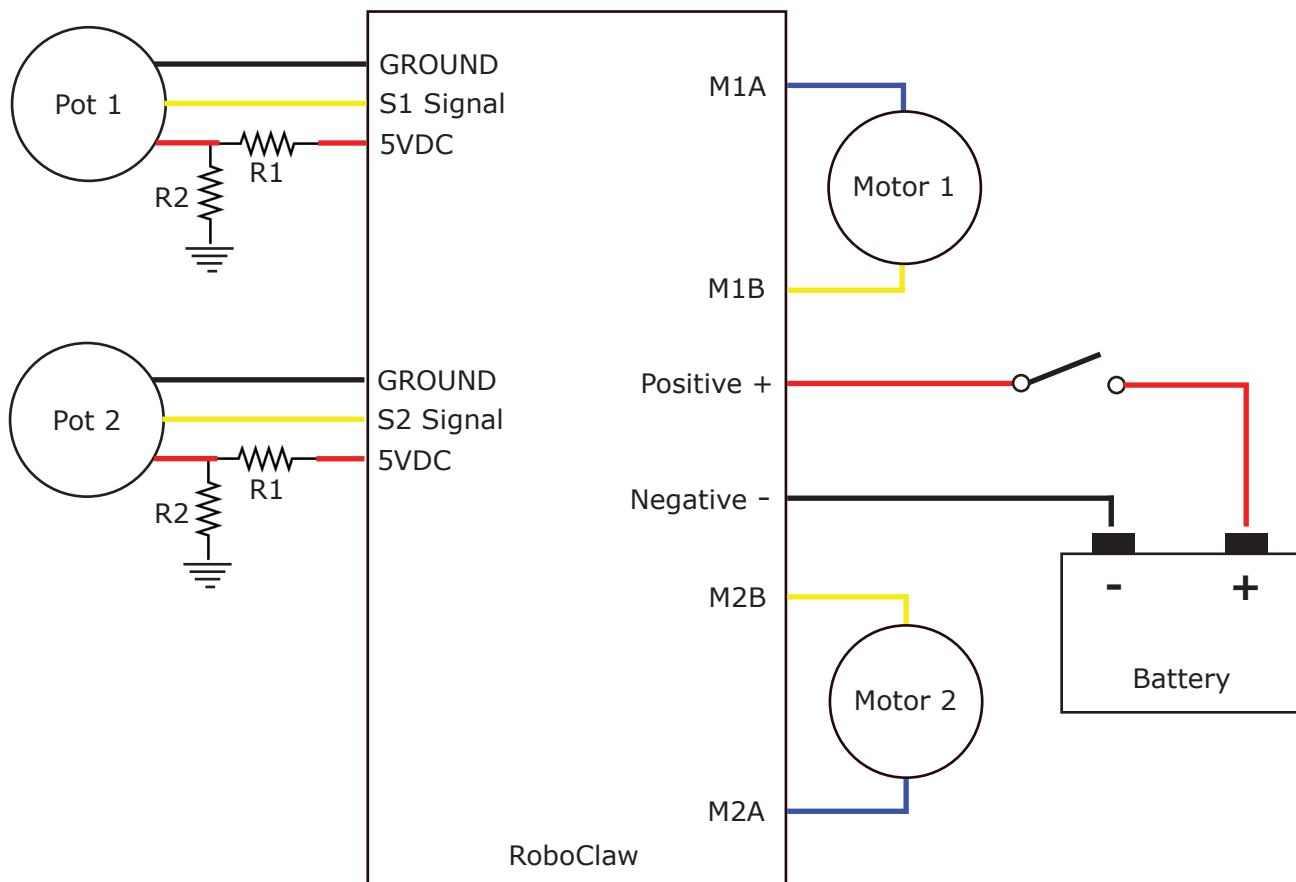 Pot 1
GROUND
S1 Signal
5VDC
R1
R2
M1A
Motor 1
M1B
Pot 2
GROUND
S2 Signal
5VDC
R1
R2
Positive +
Negative -
- +
Battery
M2B
Motor 2
M2A
RoboClaw